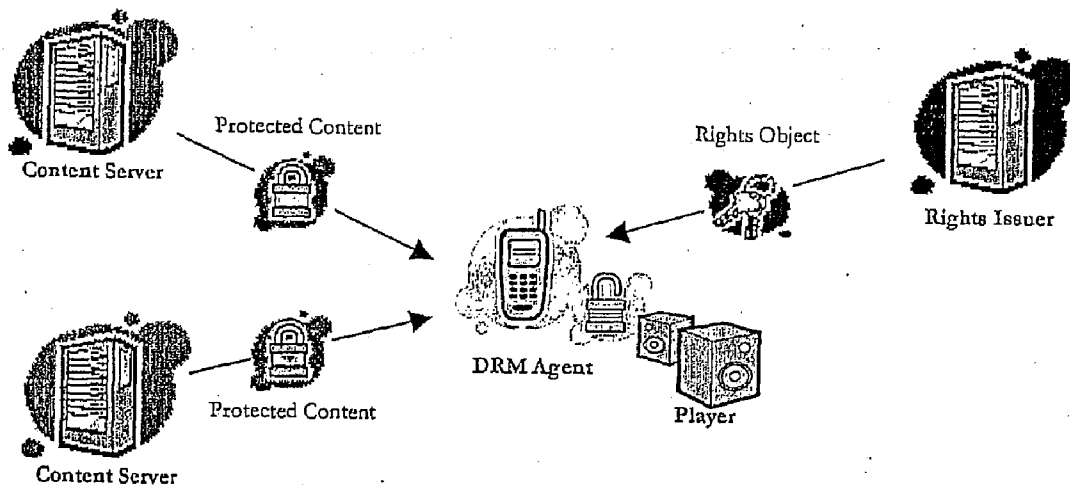 Protected Content
Content Server
Rights Object
Rights Issuer
DRM Agent
Player
Protected Content
Content Server